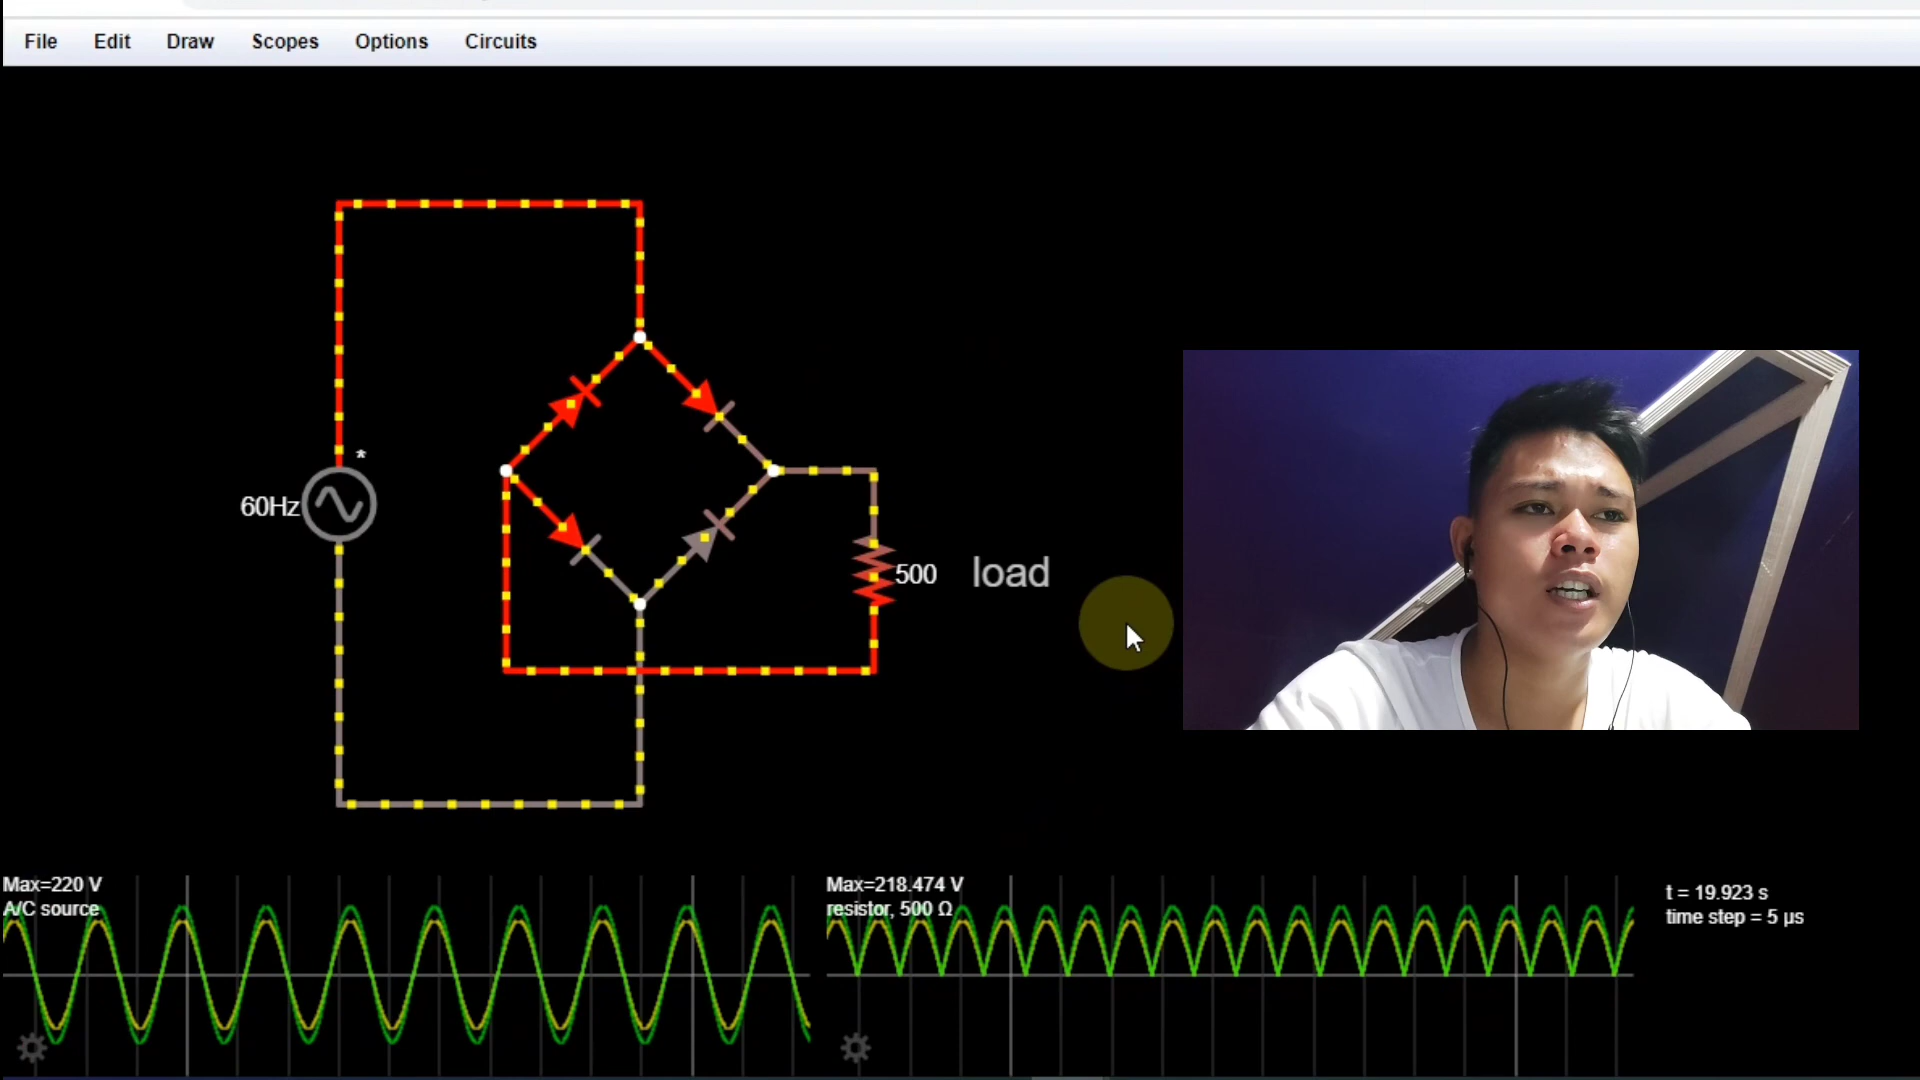 File Edit Draw Scopes Options Circuits
*
60Hz
500 load
Max=220 V
A/C source
Max=218.474 V
resistor, 500 Ω
t = 19.923 s
time step = 5 µs